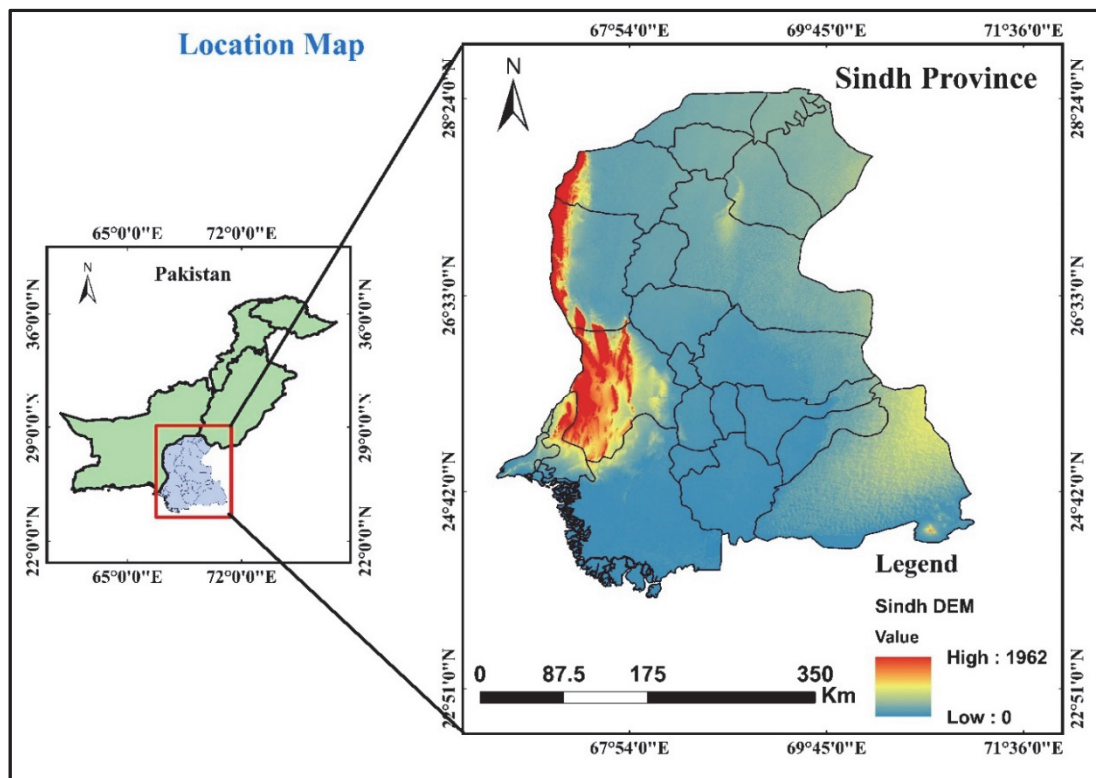 Location Map
65°0'0"E
72°0'0"E
N
Pakistan
36°0'0"N
29°0'0"N
22°0'0"N
36°0'0"N
29°0'0"N
22°0'0"N
65°0'0"E
72°0'0"E
67°54'0"E
69°45'0"E
71°36'0"E
N
Sindh Province
28°24'0"N
26°33'0"N
24°42'0"N
22°51'0"N
28°24'0"N
26°33'0"N
24°42'0"N
22°51'0"N
Legend
Sindh DEM
Value
High : 1962
Low : 0
0 87.5 175 350
Km
67°54'0"E
69°45'0"E
71°36'0"E